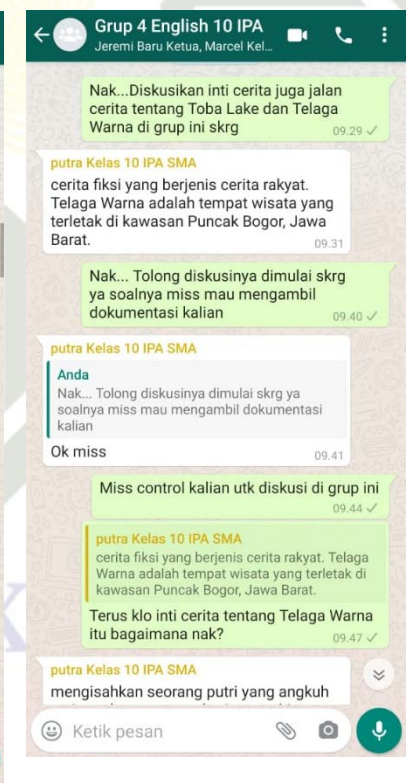 Grup 4 English 10 IPA
Jeremi Baru Ketua, Marcel Kel...
Nak...Diskusikan inti cerita juga jalan
cerita tentang Toba Lake dan Telaga
Warna di grup ini skrg
09.29
putra Kelas 10 IPA SMA
cerita fiksi yang berjenis cerita rakyat.
Telaga Warna adalah tempat wisata yang
terletak di kawasan Puncak Bogor, Jawa
Barat.
09.31
Nak... Tolong diskusinya dimulai skrg
ya soalnya miss mau mengambil
dokumentasi kalian
09.40
putra Kelas 10 IPA SMA
Anda
Nak... Tolong diskusinya dimulai skrg ya
soalnya miss mau mengambil dokumentasi
kalian
Ok miss
09.41
Miss control kalian utk diskusi di grup ini
09.44
putra Kelas 10 IPA SMA
cerita fiksi yang berjenis cerita rakyat. Telaga
Warna adalah tempat wisata yang terletak di
kawasan Puncak Bogor, Jawa Barat.
Terus klo inti cerita tentang Telaga Warna
itu bagaimana nak?
09.47
putra Kelas 10 IPA SMA
mengisahkan seorang putri yang angkuh
Ketik pesan